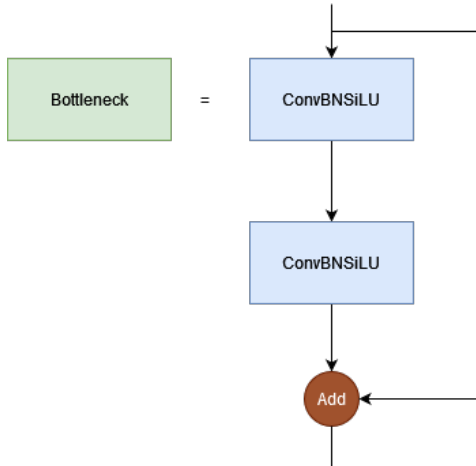 Bottleneck
=
ConvBNSiLU
ConvBNSiLU
Add